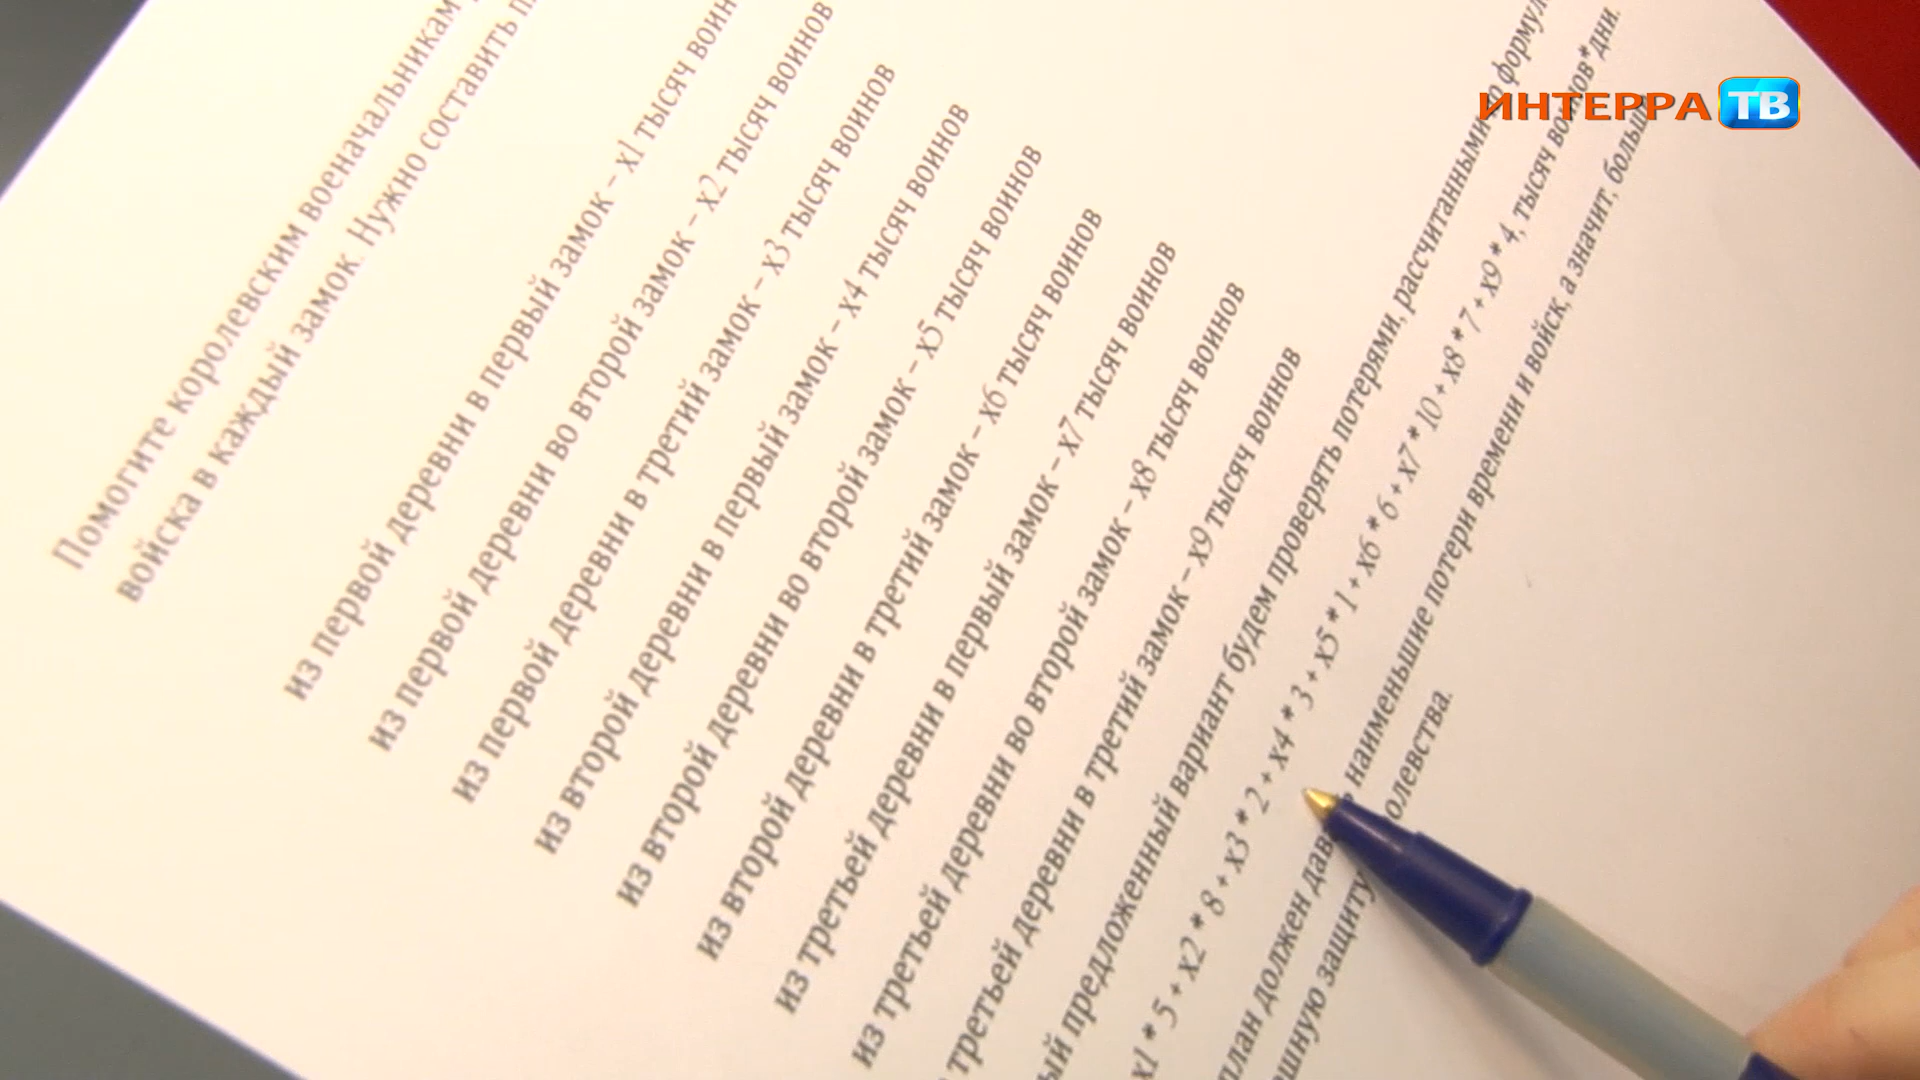 Помогите королевским военачальникам
войска в каждый замок. Нужно составить
из первой деревни в первый замок – x1 тысяч воинов
из первой деревни во второй замок – x2 тысяч воинов
из первой деревни в третий замок – x3 тысяч воинов
из второй деревни в первый замок – x4 тысяч воинов
из второй деревни во второй замок – x5 тысяч воинов
из второй деревни в третий замок – x6 тысяч воинов
из третьей деревни в первый замок – x7 тысяч воинов
из третьей деревни во второй замок – x8 тысяч воинов
третьей деревни в третий замок – x9 тысяч воинов
предложенный вариант будем проверять потерями, рассчитанными по
x1 * 5 + x2 * 8 + x3 * 2 + x4 * 3 + x5 * 1 + x6 * 6 + x7 * 10 + x8 * 7 + x9 * 4, тысяч воинов*дни.
план должен наименьшие потери времени и войск, а значит,
защиту
ИНТЕРРА ТВ